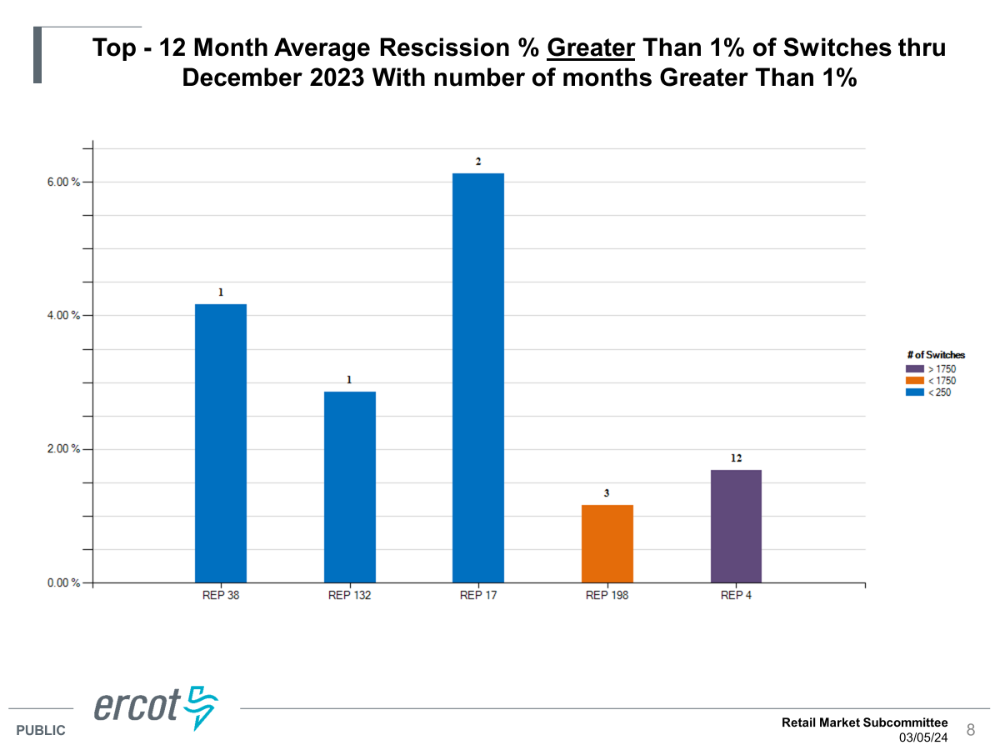 Top - 12 Month Average Rescission % Greater Than 1% of Switches thru
December 2023 With number of months Greater Than 1%
6.00 %
4.00 %
2.00 %
0.00 %
1
1
2
3
12
REP 38
REP 132
REP 17
REP 198
REP 4
# of Switches
> 1750
< 1750
< 250
ercot
PUBLIC
Retail Market Subcommittee
03/05/24
8